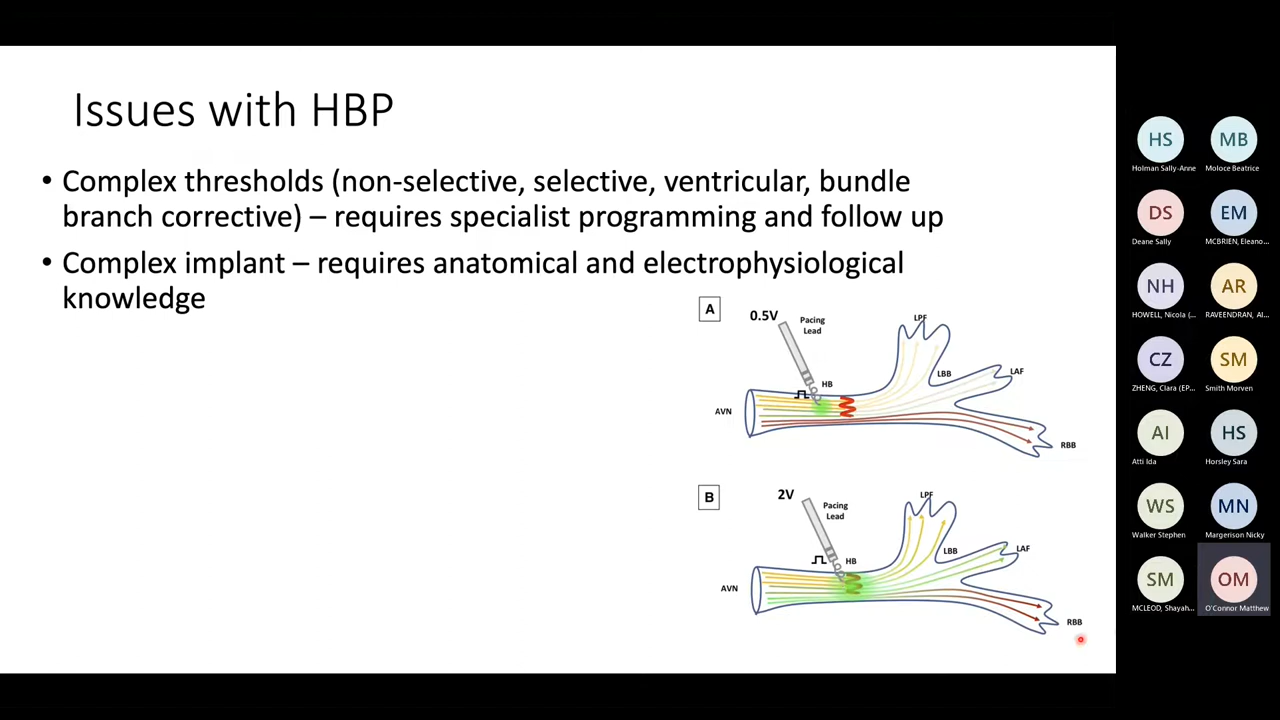 Issues with HBP
• Complex thresholds (non-selective, selective, ventricular, bundle
branch corrective) – requires specialist programming and follow up
• Complex implant – requires anatomical and electrophysiological
knowledge
A
0.5V
Pacing
Lead
LPF
HB
LBB
LAF
AVN
RBB
B
2V
Pacing
Lead
LPF
HB
LBB
LAF
AVN
RBB
HS
Holman Sally-Anne
MB
Moloce Beatrice
DS
Deane Sally
EM
MCBRIEN, Eleano...
NH
HOWELL, Nicola (...
AR
RAVEENDRAN, Al...
CZ
ZHENG, Clara (EP...
SM
Smith Morven
AI
Atti Ida
HS
Horsley Sara
WS
Walker Stephen
MN
Margerison Nicky
SM
MCLEOD, Shayah...
OM
O'Connor Matthew